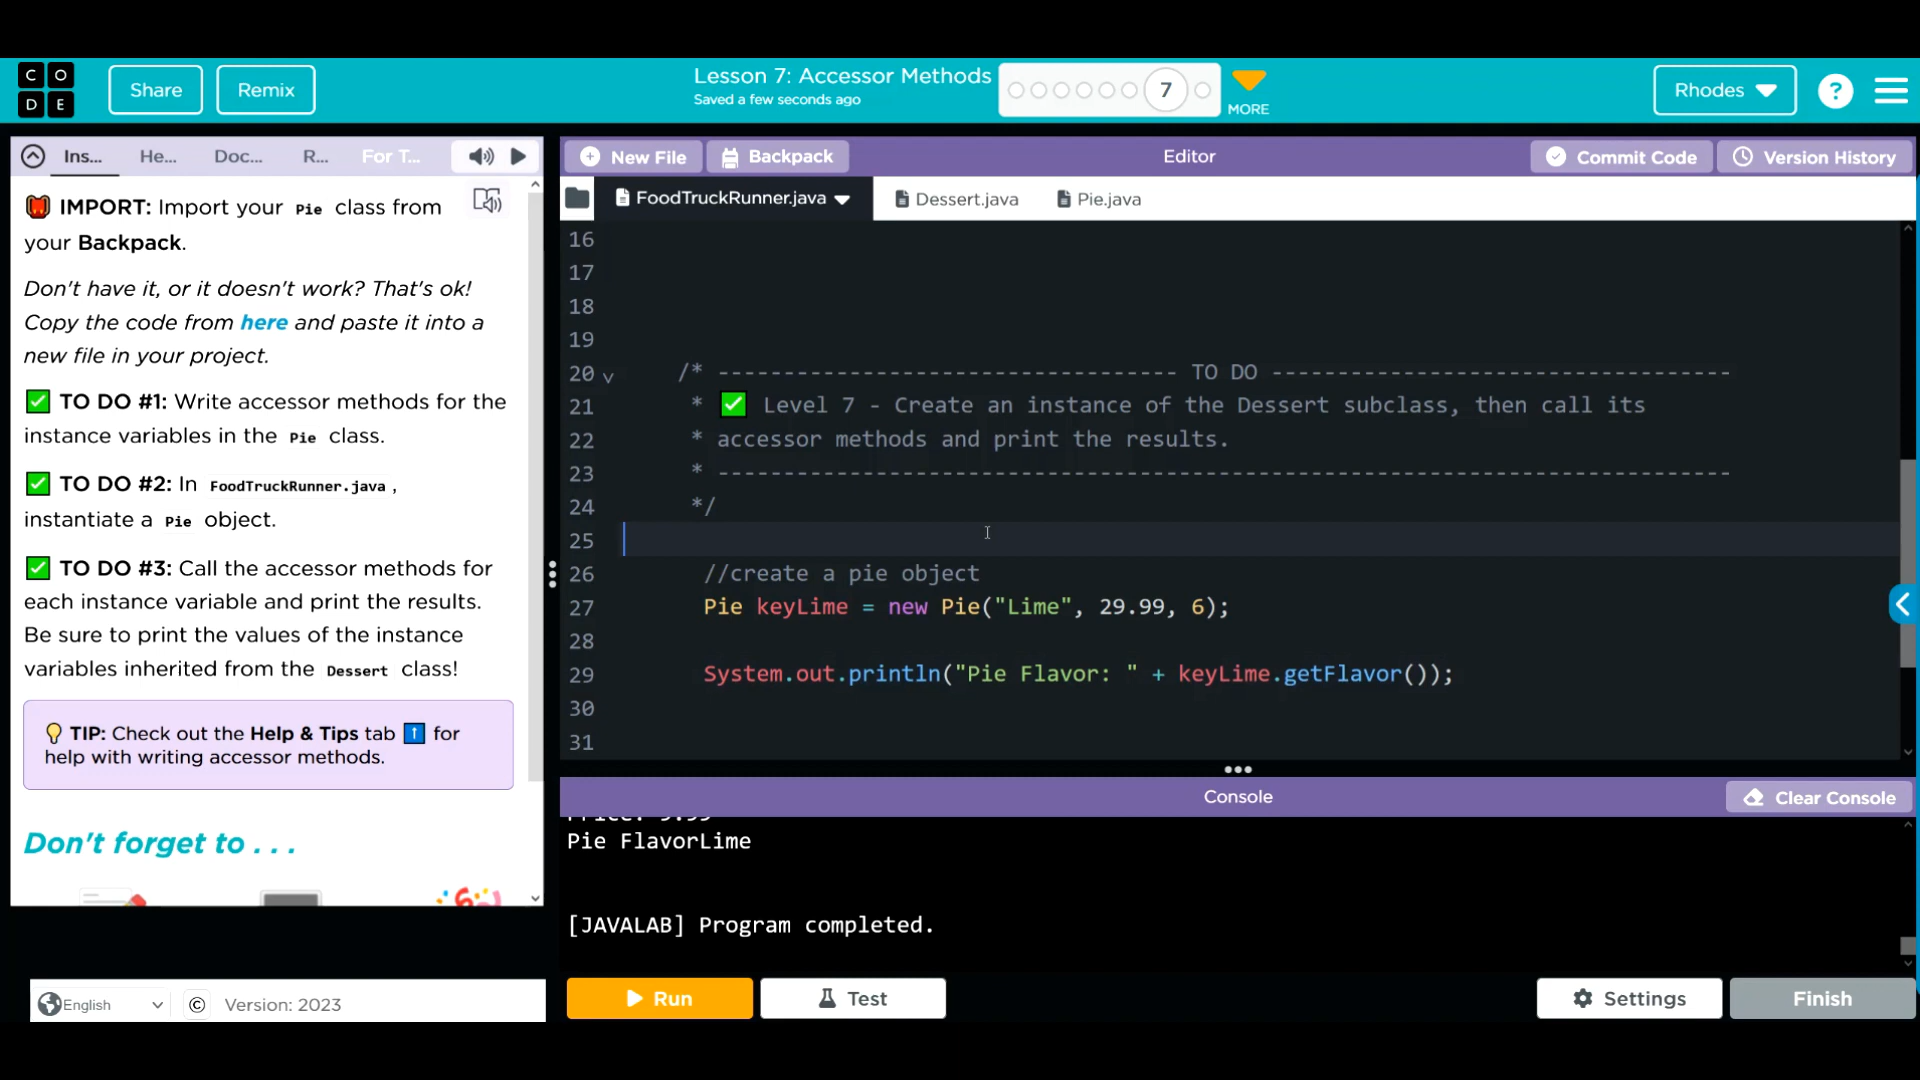 CODE
Share
Remix
Lesson 7: Accessor Methods
Saved a few seconds ago
7
MORE
Rhodes
?
Ins...
He...
Doc...
R...
For T...
New File
Backpack
Editor
Commit Code
Version History
FoodTruckRunner.java
Dessert.java
Pie.java
IMPORT: Import your Pie class from
your Backpack.
Don't have it, or it doesn't work? That's ok!
Copy the code from here and paste it into a
new file in your project.
TO DO #1: Write accessor methods for the
instance variables in the Pie class.
TO DO #2: In FoodTruckRunner.java,
instantiate a Pie object.
TO DO #3: Call the accessor methods for
each instance variable and print the results.
Be sure to print the values of the instance
variables inherited from the Dessert class!
TIP: Check out the Help & Tips tab for
help with writing accessor methods.
Don't forget to . . .
16
17
18
19
20 /* ----------------------------------- TO DO -----------------------------------
21 * ✅ Level 7 - Create an instance of the Dessert subclass, then call its
22 * accessor methods and print the results.
23 * -----------------------------------------------------------------------------
24 */
25
26 //create a pie object
27 Pie keyLime = new Pie("Lime", 29.99, 6);
28
29 System.out.println("Pie Flavor: " + keyLime.getFlavor());
30
31
Console
Clear Console
Price: 9.99
Pie FlavorLime
[JAVALAB] Program completed.
English
© Version: 2023
Run
Test
Settings
Finish